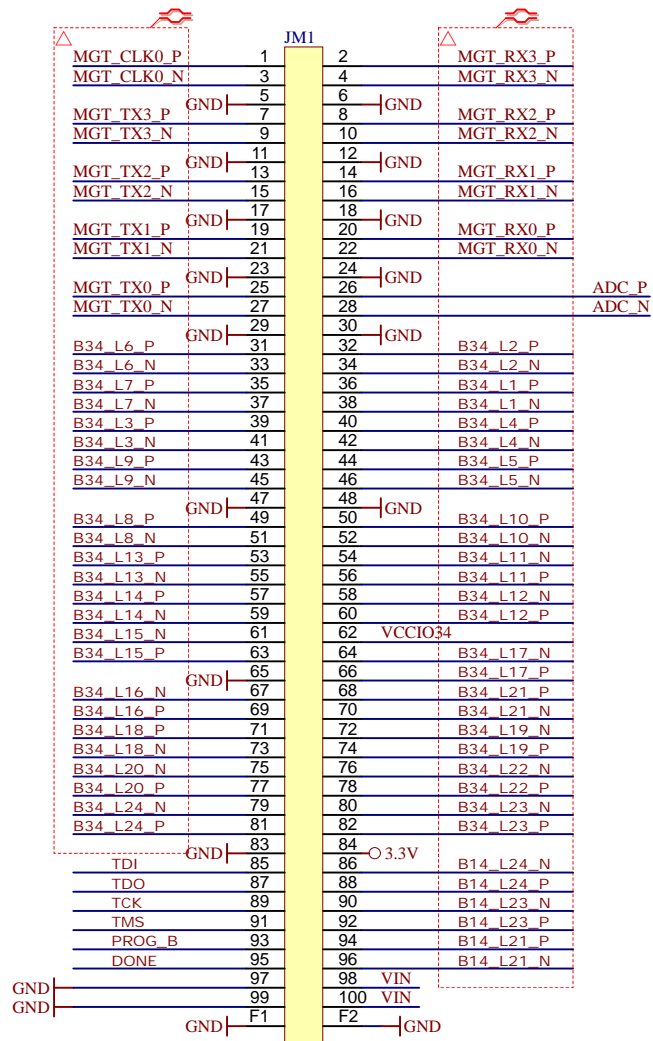 JM1
MGT_CLK0_P 1 2 MGT_RX3_P
MGT_CLK0_N 3 4 MGT_RX3_N
GND 5 6 GND
MGT_TX3_P 7 8 MGT_RX2_P
MGT_TX3_N 9 10 MGT_RX2_N
GND 11 12 GND
MGT_TX2_P 13 14 MGT_RX1_P
MGT_TX2_N 15 16 MGT_RX1_N
GND 17 18 GND
MGT_TX1_P 19 20 MGT_RX0_P
MGT_TX1_N 21 22 MGT_RX0_N
GND 23 24 GND
MGT_TX0_P 25 26 ADC_P
MGT_TX0_N 27 28 ADC_N
GND 29 30 GND
B34_L6_P 31 32 B34_L2_P
B34_L6_N 33 34 B34_L2_N
B34_L7_P 35 36 B34_L1_P
B34_L7_N 37 38 B34_L1_N
B34_L3_P 39 40 B34_L4_P
B34_L3_N 41 42 B34_L4_N
B34_L9_P 43 44 B34_L5_P
B34_L9_N 45 46 B34_L5_N
GND 47 48 GND
B34_L8_P 49 50 B34_L10_P
B34_L8_N 51 52 B34_L10_N
B34_L13_P 53 54 B34_L11_N
B34_L13_N 55 56 B34_L11_P
B34_L14_P 57 58 B34_L12_N
B34_L14_N 59 60 B34_L12_P
B34_L15_N 61 62 VCCIO34
B34_L15_P 63 64 B34_L17_N
GND 65 66 B34_L17_P
B34_L16_N 67 68 B34_L21_P
B34_L16_P 69 70 B34_L21_N
B34_L18_P 71 72 B34_L19_N
B34_L18_N 73 74 B34_L19_P
B34_L20_N 75 76 B34_L22_N
B34_L20_P 77 78 B34_L22_P
B34_L24_N 79 80 B34_L23_N
B34_L24_P 81 82 B34_L23_P
GND 83 84 3.3V
TDI 85 86 B14_L24_N
TDO 87 88 B14_L24_P
TCK 89 90 B14_L23_N
TMS 91 92 B14_L23_P
PROG_B 93 94 B14_L21_P
DONE 95 96 B14_L21_N
GND 97 98 VIN
GND 99 100 VIN
GND F1 F2 GND